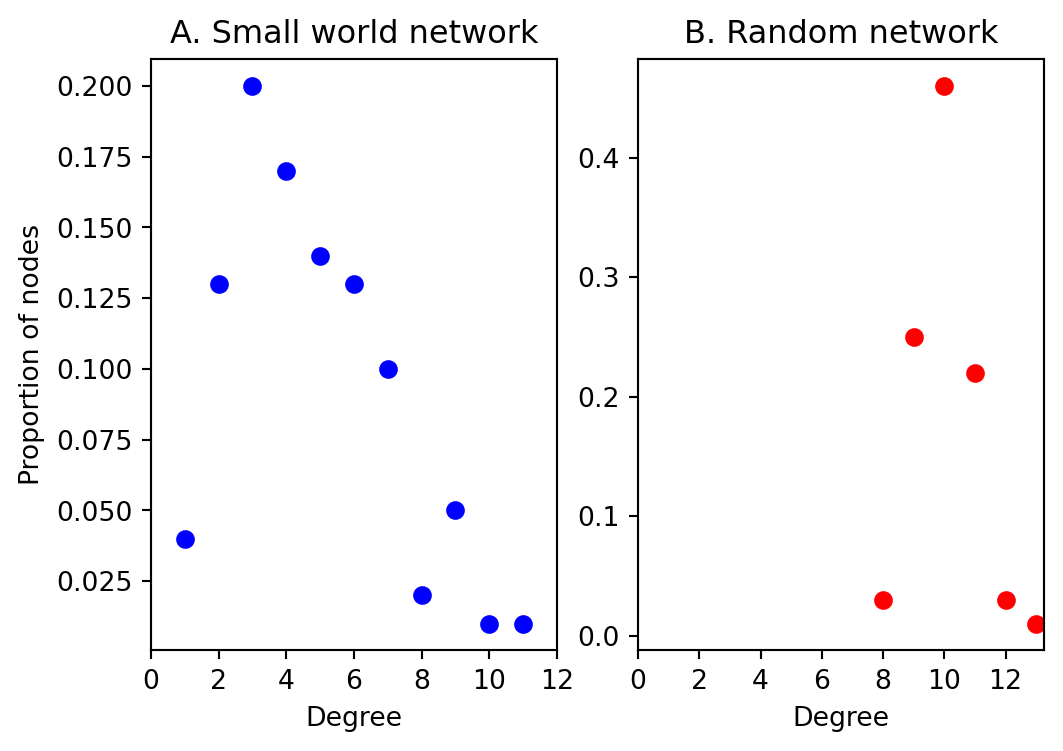 A. Small world network
B. Random network
Proportion of nodes
0.200
0.175
0.150
0.125
0.100
0.075
0.050
0.025
0 2 4 6 8 10 12
Degree
0.4
0.3
0.2
0.1
0.0
0 2 4 6 8 10 12
Degree